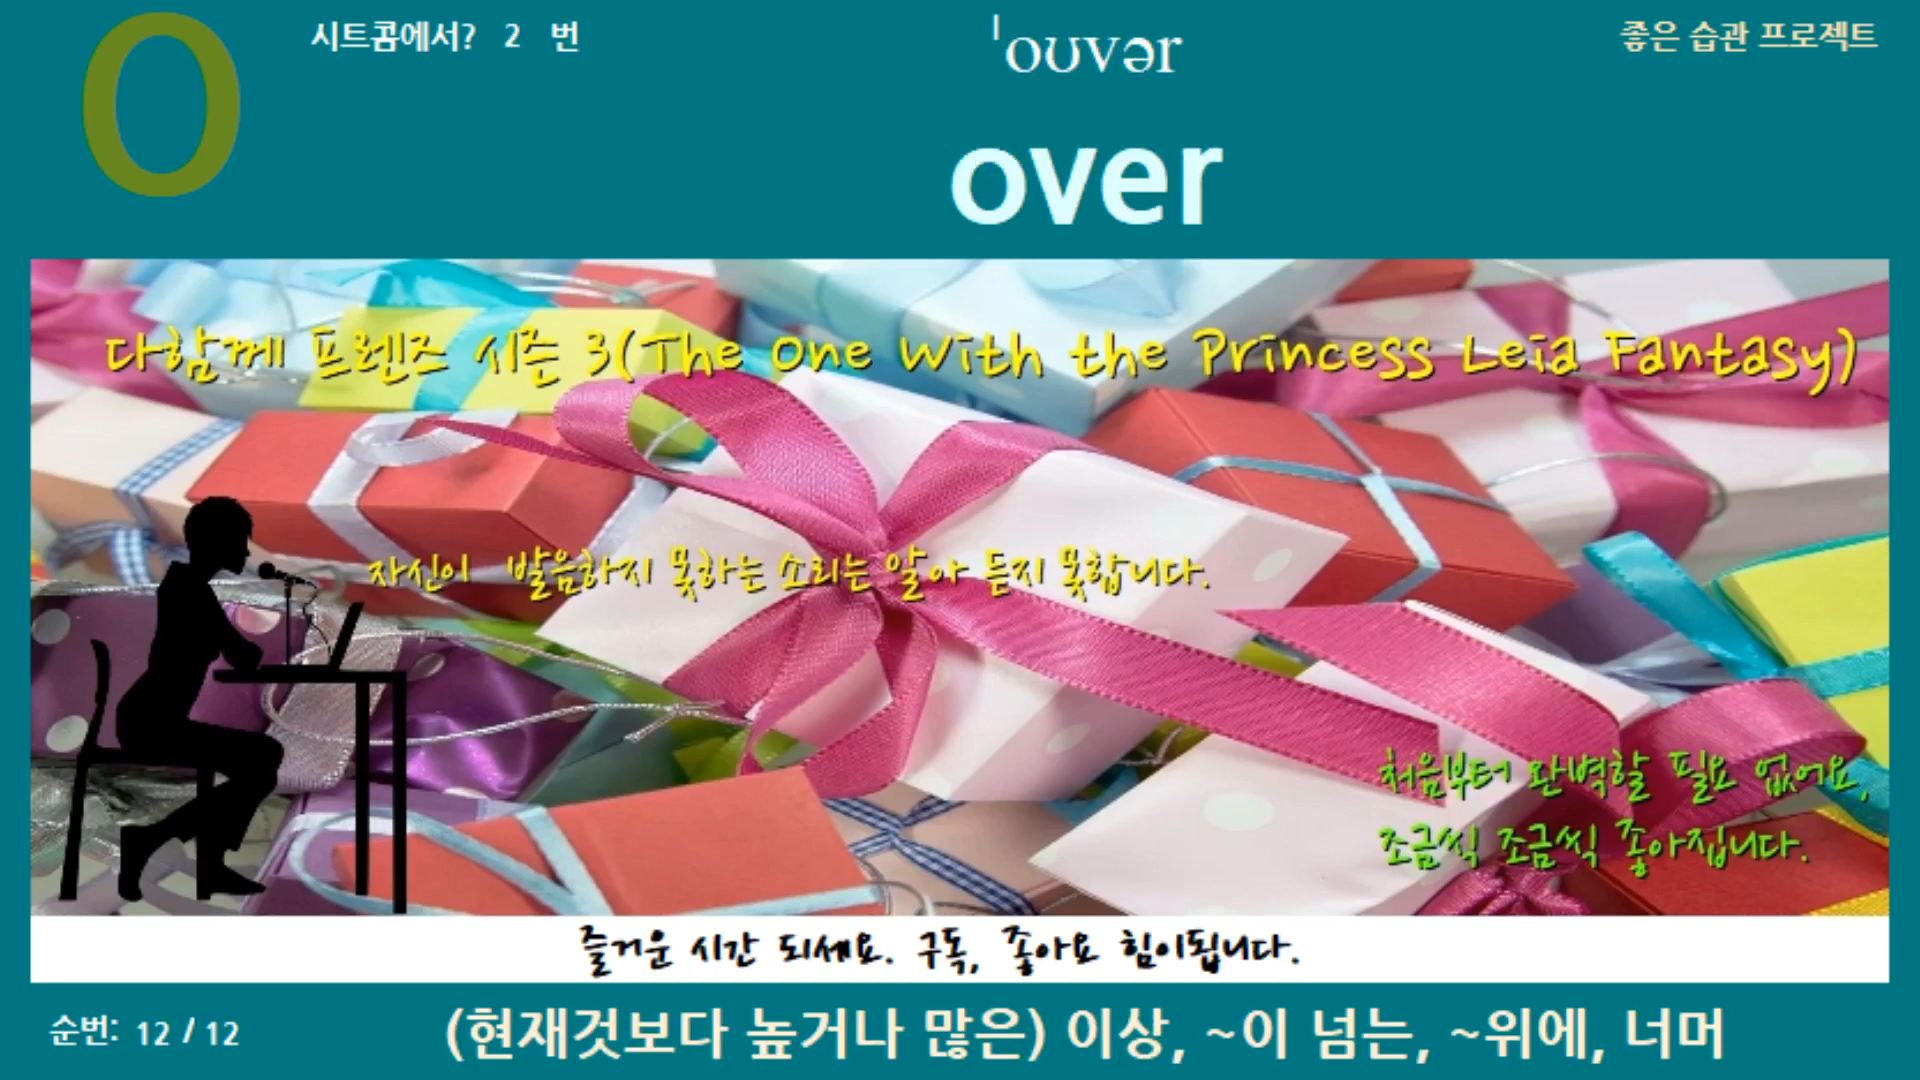 O
시트콤에서? 2 번
ˈoʊvər
좋은 습관 프로젝트
over
다함께 프렌즈 시즌 3(The One With the Princess Leia Fantasy)
자신이 발음하지 못하는 소리는 알아 듣지 못합니다.
처음부터 완벽할 필요 없어요,
조금씩 조금씩 좋아집니다.
즐거운 시간 되세요. 구독, 좋아요 힘이됩니다.
순번: 12 / 12
(현재것보다 높거나 많은) 이상, ~이 넘는, ~위에, 너머